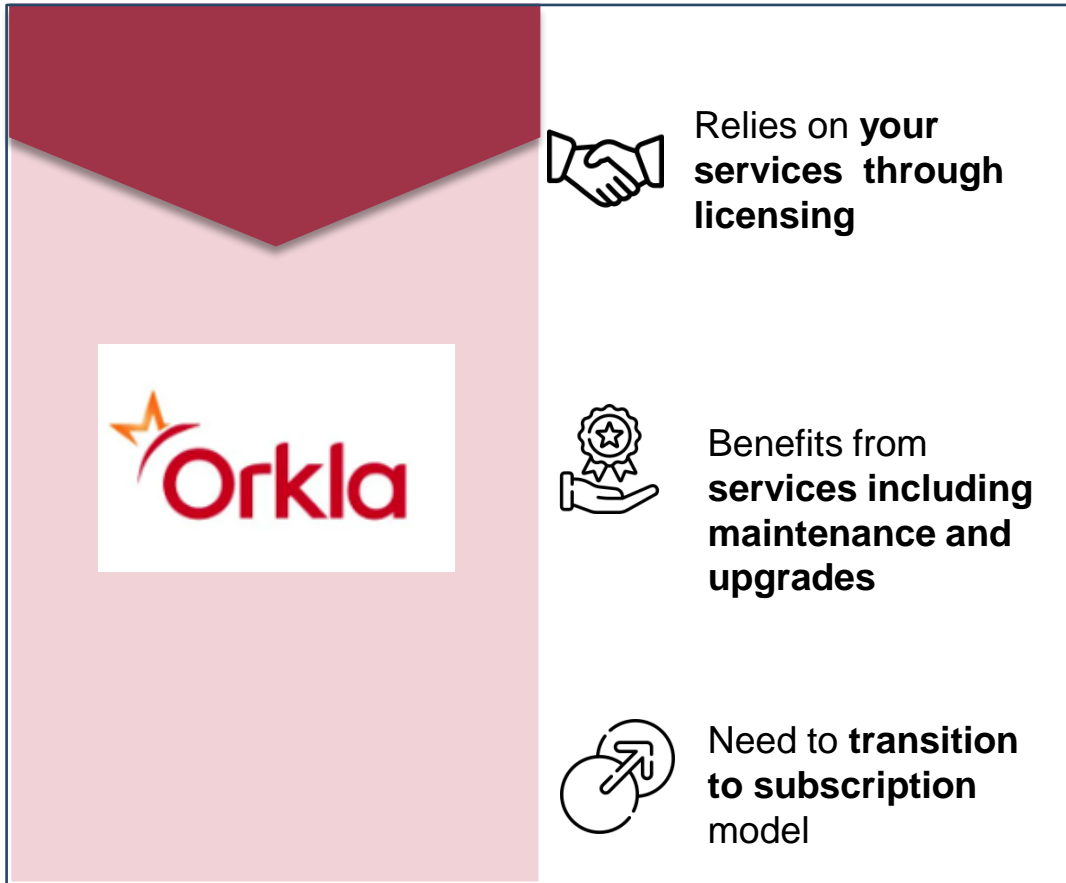 Relies on your
services through
licensing
Orkla
Benefits from
services including
maintenance and
upgrades
Need to transition
to subscription
model